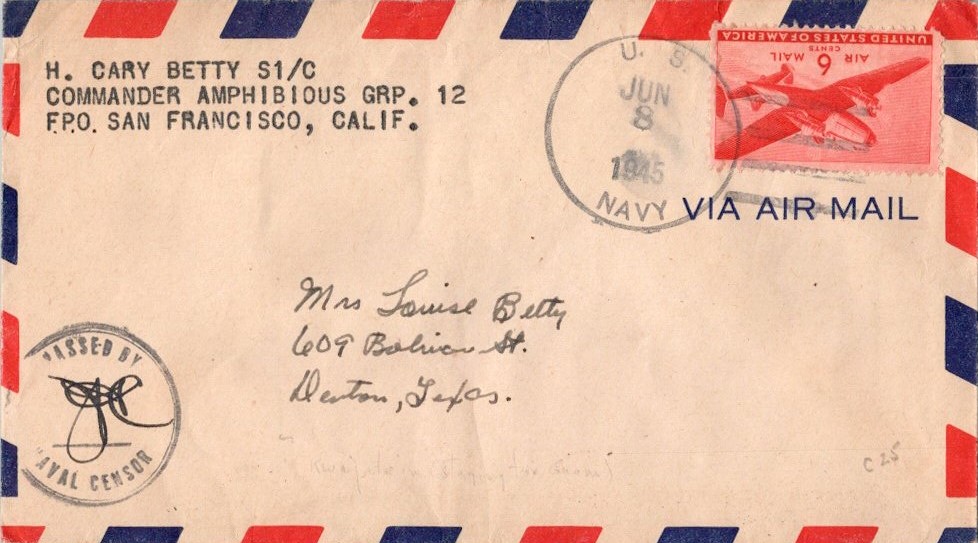 H. CARY BETTY S1/C
COMMANDER AMPHIBIOUS GRP. 12
F.P.O. SAN FRANCISCO, CALIF.
U. S.
JUN
8
1945
NAVY
UNITED STATES OF AMERICA
AIR MAIL
6
CENTS
VIA AIR MAIL
Mrs Louise Betty
609 Bolivar St.
Denton, Texas.
PASSED BY
NAVAL CENSOR
C25